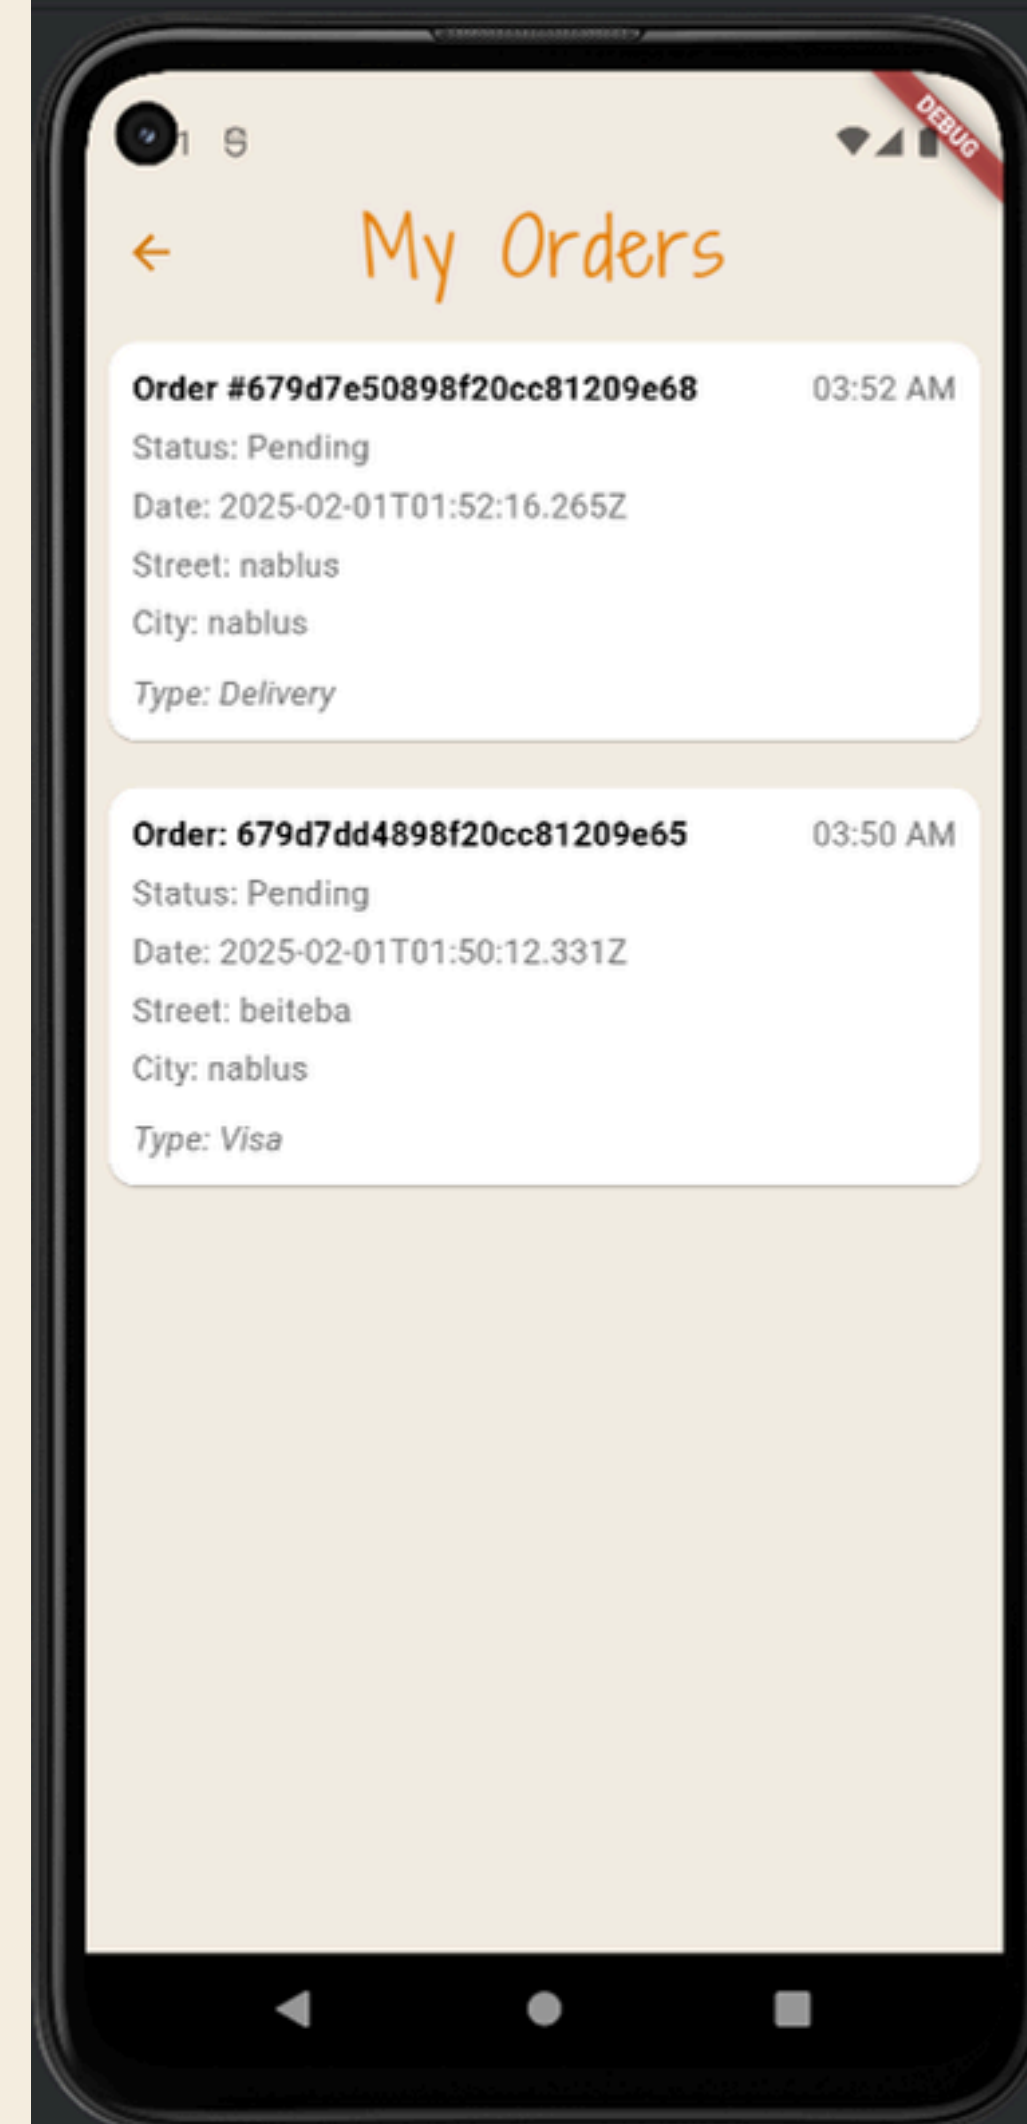 DEBUG
My Orders
Order #679d7e50898f20cc81209e68 03:52 AM
Status: Pending
Date: 2025-02-01T01:52:16.265Z
Street: nablus
City: nablus
Type: Delivery
Order: 679d7dd4898f20cc81209e65 03:50 AM
Status: Pending
Date: 2025-02-01T01:50:12.331Z
Street: beiteba
City: nablus
Type: Visa